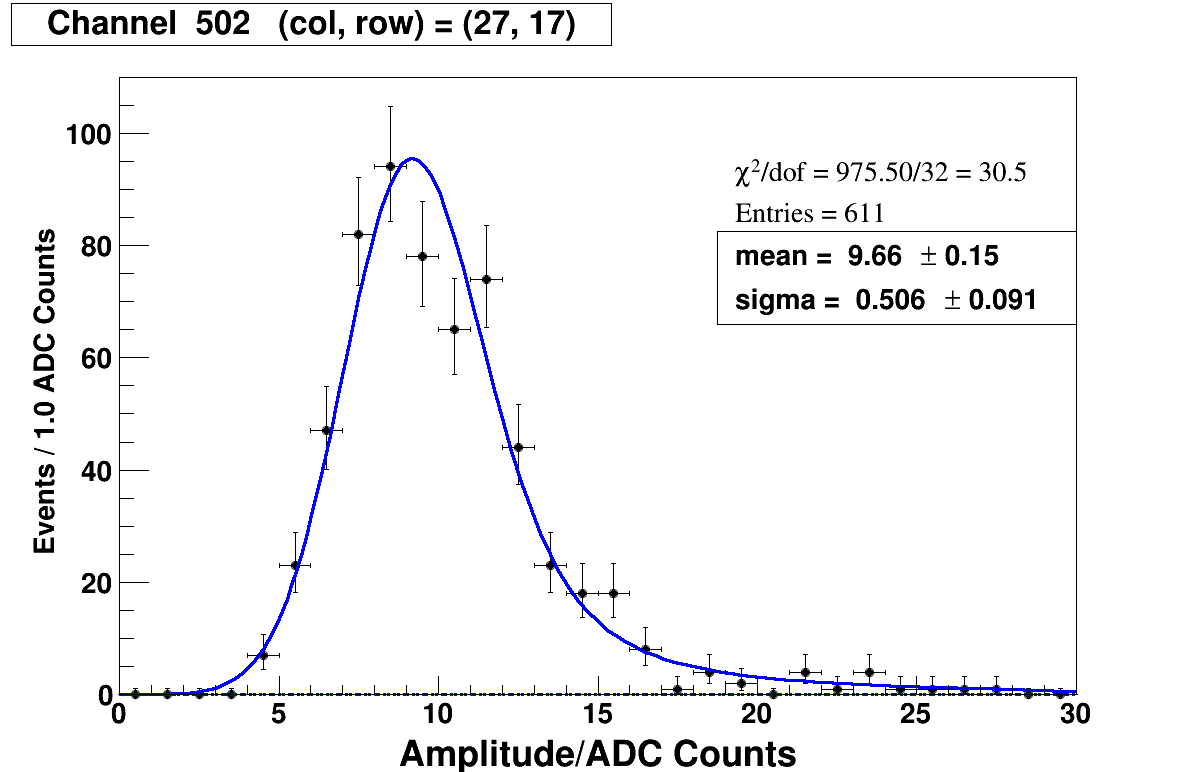 Channel 502 (col, row) = (27, 17)
χ²/dof = 975.50/32 = 30.5
Entries = 611
mean = 9.66 ± 0.15
sigma = 0.506 ± 0.091
Events / 1.0 ADC Counts
100
80
60
40
20
0
0 5 10 15 20 25 30
Amplitude/ADC Counts